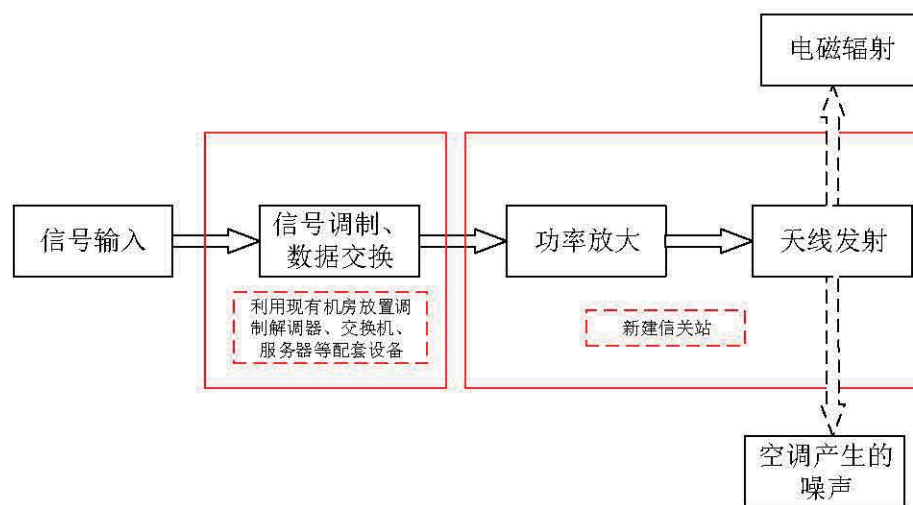 电磁辐射
信号输入
信号调制、
数据交换
功率放大
天线发射
利用现有机房放置调
制解调器、交换机、
服务器等配套设备
新建信关站
空调产生的
噪声